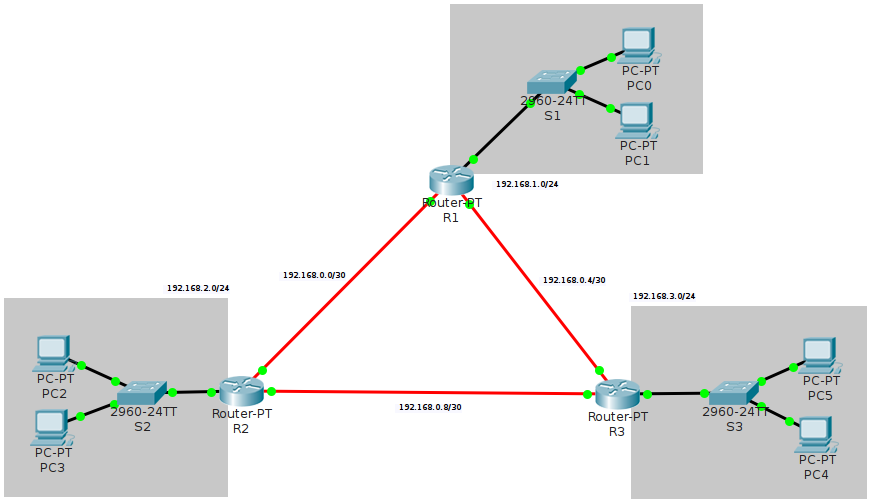 PC-PT
PC0
2960-24TT
S1
PC-PT
PC1
192.168.1.0/24
Router-PT
R1
192.168.0.0/30
192.168.0.4/30
192.168.2.0/24
192.168.3.0/24
PC-PT
PC2
2960-24TT
S2
Router-PT
R2
PC-PT
PC3
192.168.0.8/30
Router-PT
R3
2960-24TT
S3
PC-PT
PC5
PC-PT
PC4